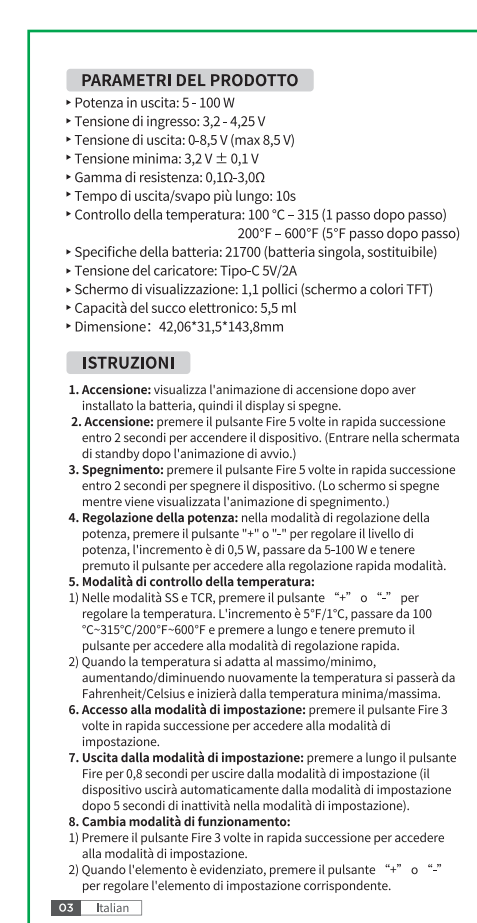 PARAMETRI DEL PRODOTTO
‣ Potenza in uscita: 5 - 100 W
‣ Tensione di ingresso: 3,2 - 4,25 V
‣ Tensione di uscita: 0-8,5 V (max 8,5 V)
‣ Tensione minima: 3,2 V ± 0,1 V
‣ Gamma di resistenza: 0,1Ω-3,0Ω
‣ Tempo di uscita/svapo più lungo: 10s
‣ Controllo della temperatura: 100 °C – 315 (1 passo dopo passo)
200°F – 600°F (5°F passo dopo passo)
‣ Specifiche della batteria: 21700 (batteria singola, sostituibile)
‣ Tensione del caricatore: Tipo-C 5V/2A
‣ Schermo di visualizzazione: 1,1 pollici (schermo a colori TFT)
‣ Capacità del succo elettronico: 5,5 ml
‣ Dimensione： 42,06*31,5*143,8mm
ISTRUZIONI
1. Accensione: visualizza l'animazione di accensione dopo aver
installato la batteria, quindi il display si spegne.
2. Accensione: premere il pulsante Fire 5 volte in rapida successione
entro 2 secondi per accendere il dispositivo. (Entrare nella schermata
di standby dopo l'animazione di avvio.)
3. Spegnimento: premere il pulsante Fire 5 volte in rapida successione
entro 2 secondi per spegnere il dispositivo. (Lo schermo si spegne
mentre viene visualizzata l'animazione di spegnimento.)
4. Regolazione della potenza: nella modalità di regolazione della
potenza, premere il pulsante "+" o "-" per regolare il livello di
potenza, l'incremento è di 0,5 W, passare da 5-100 W e tenere
premuto il pulsante per accedere alla regolazione rapida modalità.
5. Modalità di controllo della temperatura:
1) Nelle modalità SS e TCR, premere il pulsante “+” o “-” per
regolare la temperatura. L'incremento è 5°F/1°C, passare da 100
°C~315°C/200°F~600°F e premere a lungo e tenere premuto il
pulsante per accedere alla modalità di regolazione rapida.
2) Quando la temperatura si adatta al massimo/minimo,
aumentando/diminuendo nuovamente la temperatura si passerà da
Fahrenheit/Celsius e inizierà dalla temperatura minima/massima.
6. Accesso alla modalità di impostazione: premere il pulsante Fire 3
volte in rapida successione per accedere alla modalità di
impostazione.
7. Uscita dalla modalità di impostazione: premere a lungo il pulsante
Fire per 0,8 secondi per uscire dalla modalità di impostazione (il
dispositivo uscirà automaticamente dalla modalità di impostazione
dopo 5 secondi di inattività nella modalità di impostazione).
8. Cambia modalità di funzionamento:
1) Premere il pulsante Fire 3 volte in rapida successione per accedere
alla modalità di impostazione.
2) Quando l'elemento è evidenziato, premere il pulsante “+” o “-”
per regolare l'elemento di impostazione corrispondente.
03 Italian